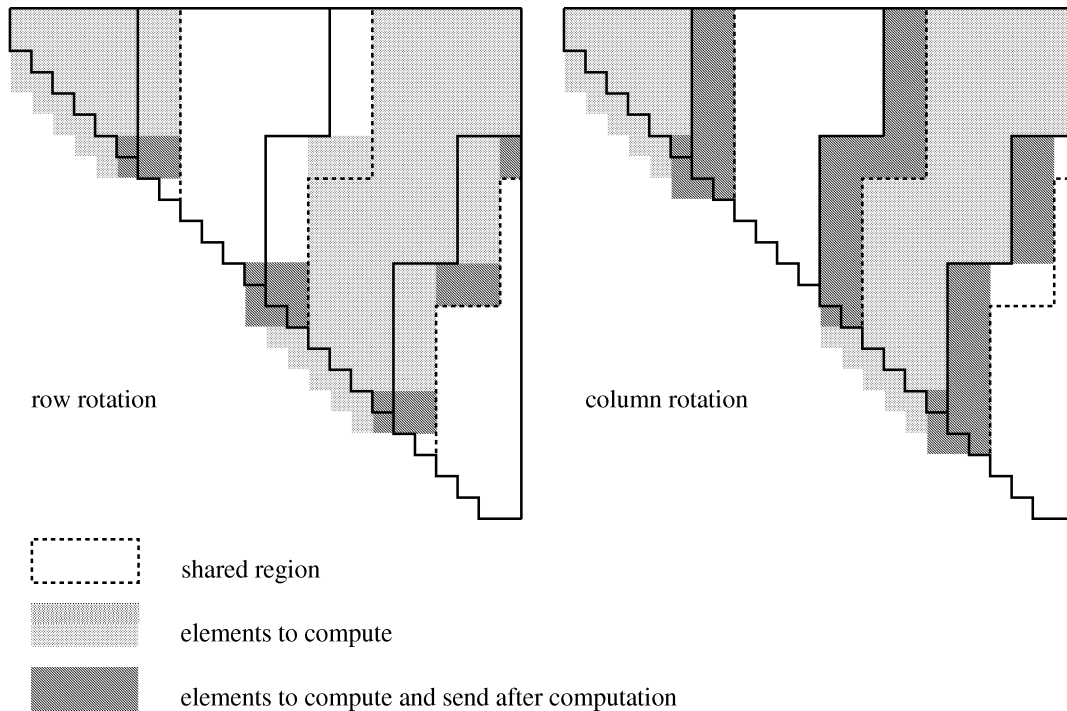 row rotation
column rotation
shared region
elements to compute
elements to compute and send after computation